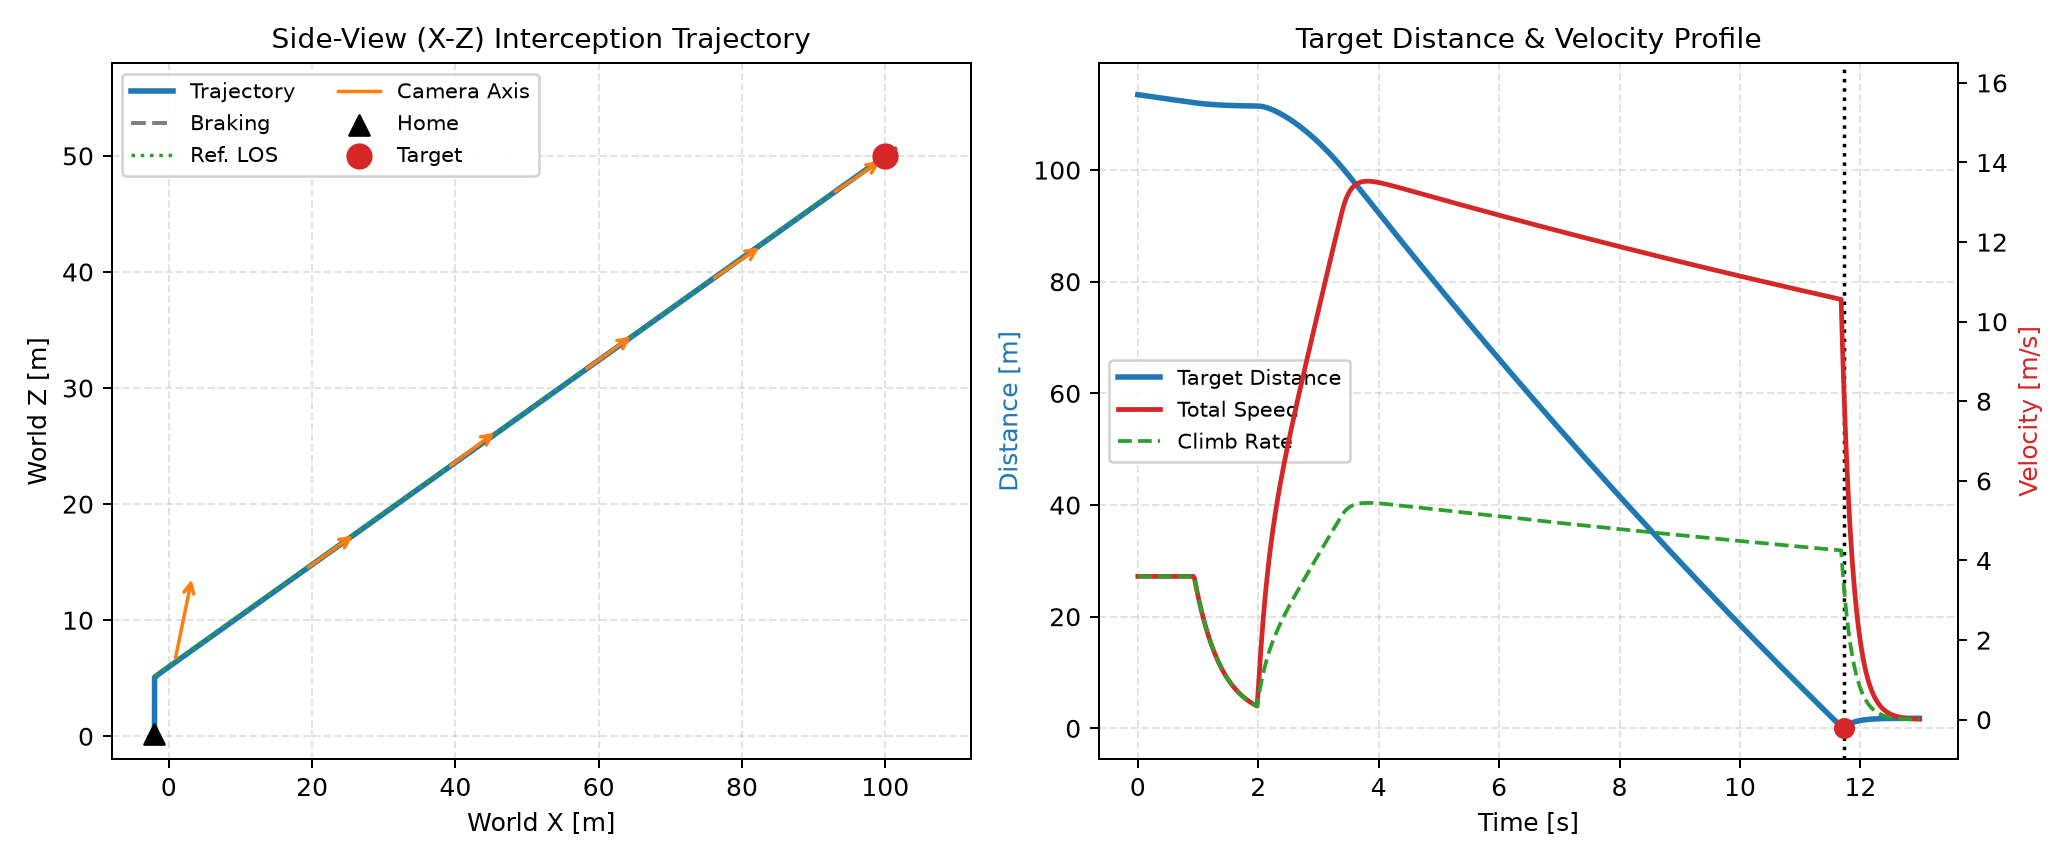 Side-View (X-Z) Interception Trajectory
Trajectory
Braking
Ref. LOS
Camera Axis
Home
Target
50
40
30
20
10
0
World Z [m]
0 20 40 60 80 100
World X [m]
Target Distance & Velocity Profile
Target Distance
Total Speed
Climb Rate
100
80
60
40
20
0
Distance [m]
16
14
12
10
8
6
4
2
0
Velocity [m/s]
0 2 4 6 8 10 12
Time [s]